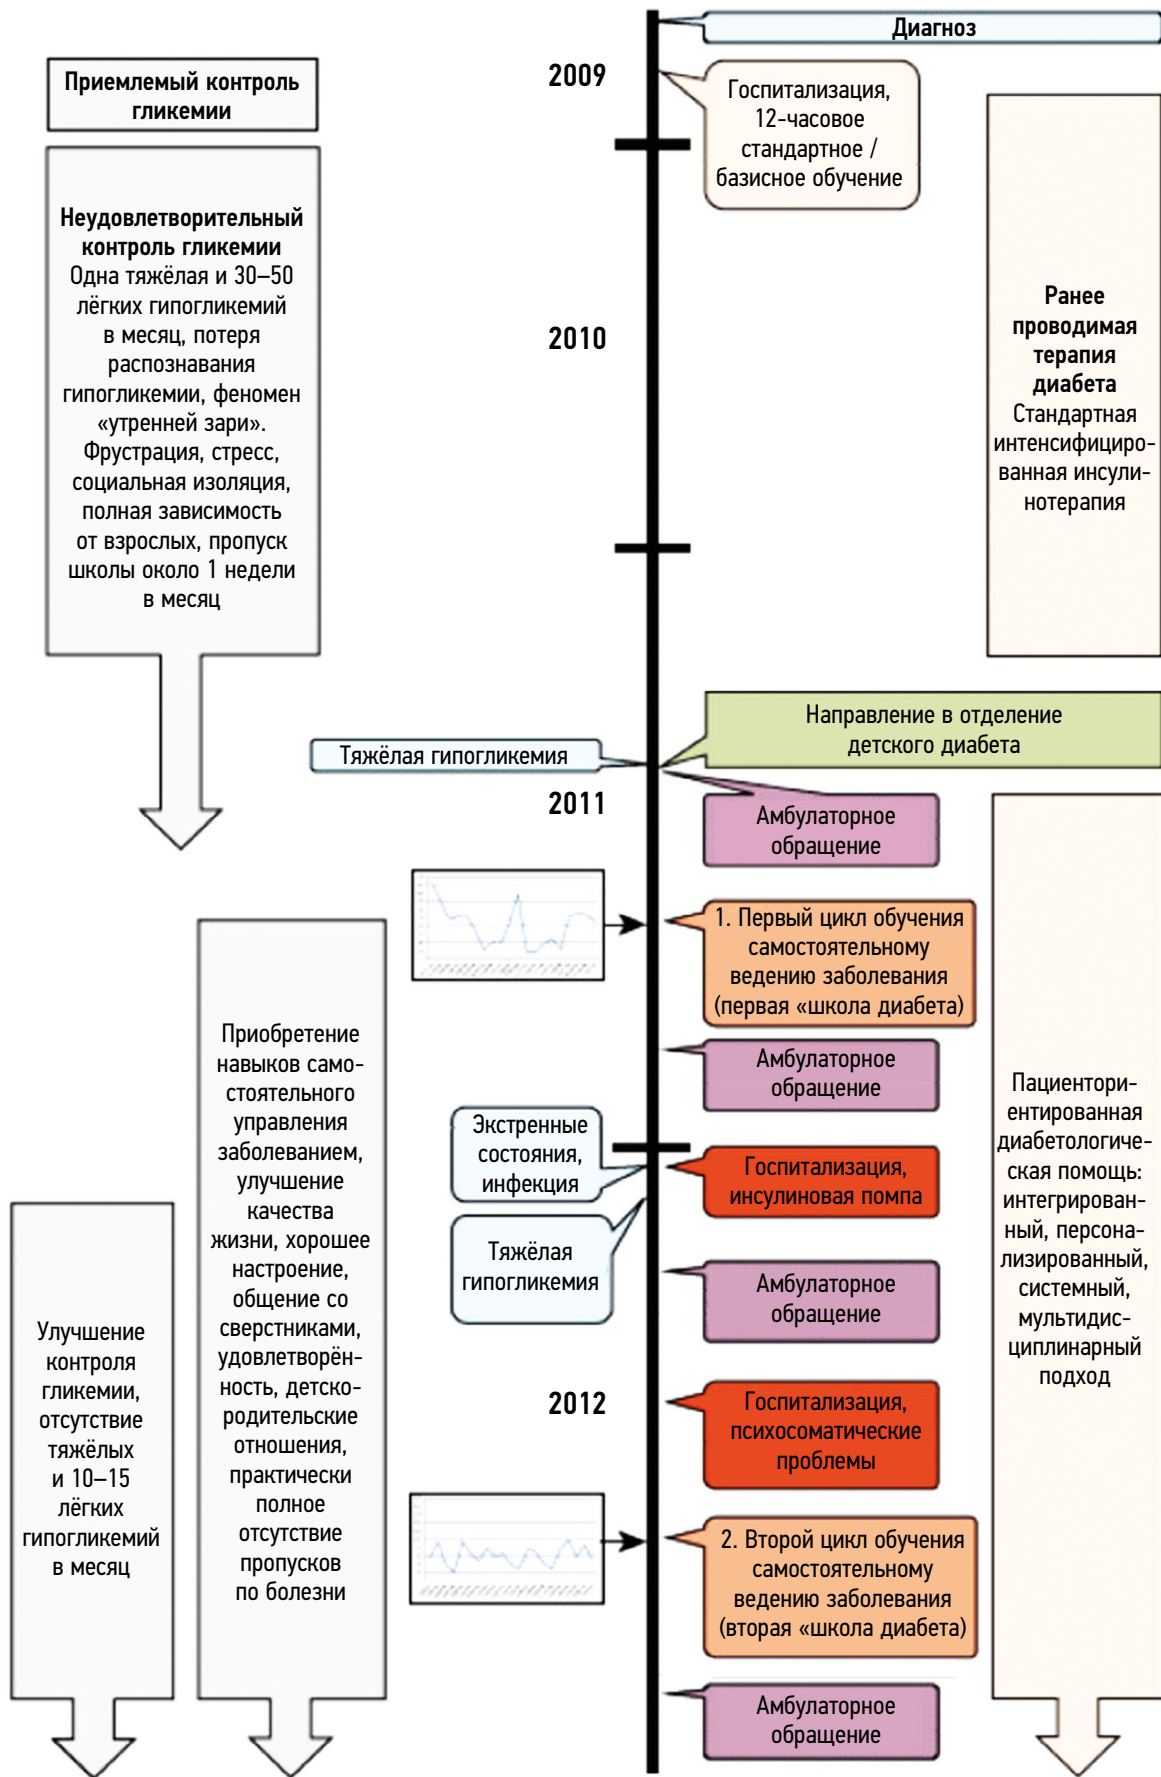 Диагноз
2009
Приемлемый контроль
гликемии
Госпитализация,
12-часовое
стандартное /
базисное обучение
Неудовлетворительный
контроль гликемии
Одна тяжёлая и 30–50
лёгких гипогликемий
в месяц, потеря
распознавания
гипогликемии, феномен
«утренней зари».
Фрустрация, стресс,
социальная изоляция,
полная зависимость
от взрослых, пропуск
школы около 1 недели
в месяц
2010
Ранее
проводимая
терапия
диабета
Стандартная
интенсифициро-
ванная инсули-
нотерапия
Направление в отделение
детского диабета
Тяжёлая гипогликемия
2011
Амбулаторное
обращение
1. Первый цикл обучения
самостоятельному
ведению заболевания
(первая «школа диабета)
Амбулаторное
обращение
Экстренные
состояния,
инфекция
Госпитализация,
инсулиновая помпа
Тяжёлая
гипогликемия
Амбулаторное
обращение
Приобретение
навыков само-
стоятельного
управления
заболеванием,
улучшение
качества
жизни, хорошее
настроение,
общение со
сверстниками,
удовлетворён-
ность, детско-
родительские
отношения,
практически
полное
отсутствие
пропусков
по болезни
Пациентори-
ентированная
диабетологиче-
ская помощь:
интегрирован-
ный, персона-
лизированный,
системный,
мультидис-
циплинарный
подход
Улучшение
контроля
гликемии,
отсутствие
тяжёлых
и 10–15
лёгких
гипогликемий
в месяц
2012
Госпитализация,
психосоматические
проблемы
2. Второй цикл обучения
самостоятельному
ведению заболевания
(вторая «школа диабета)
Амбулаторное
обращение